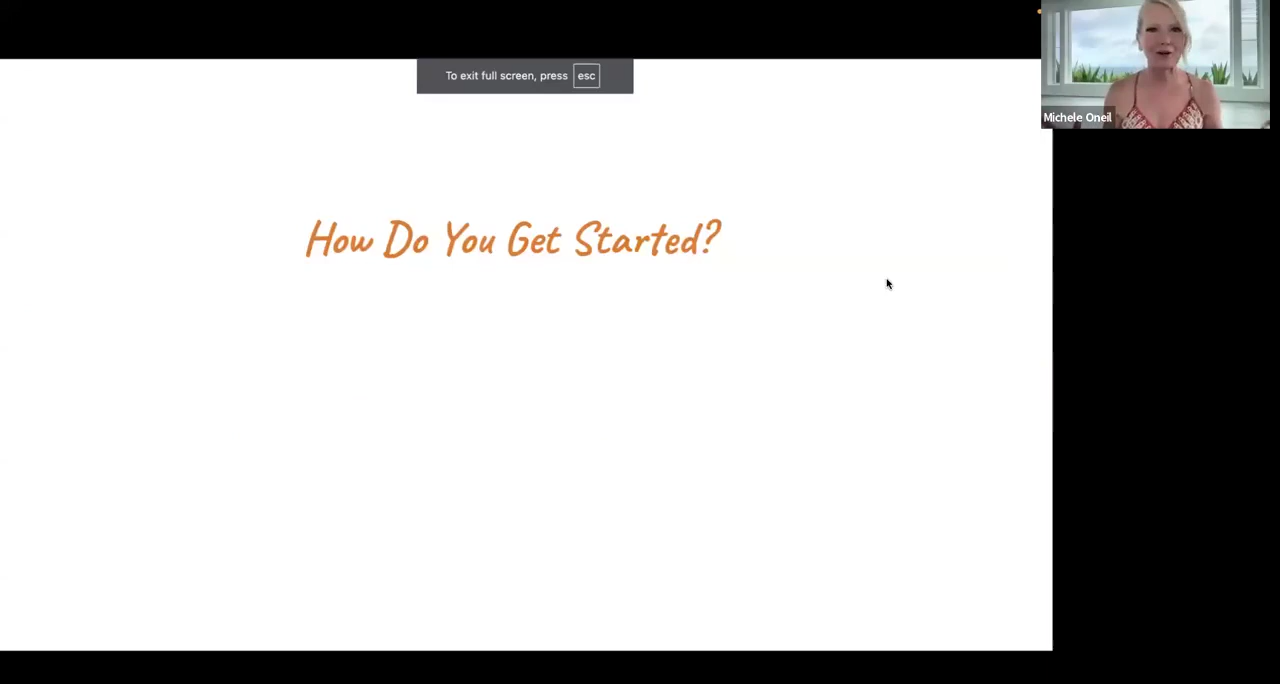 To exit full screen, press esc
Michele Oneil
How Do You Get Started?